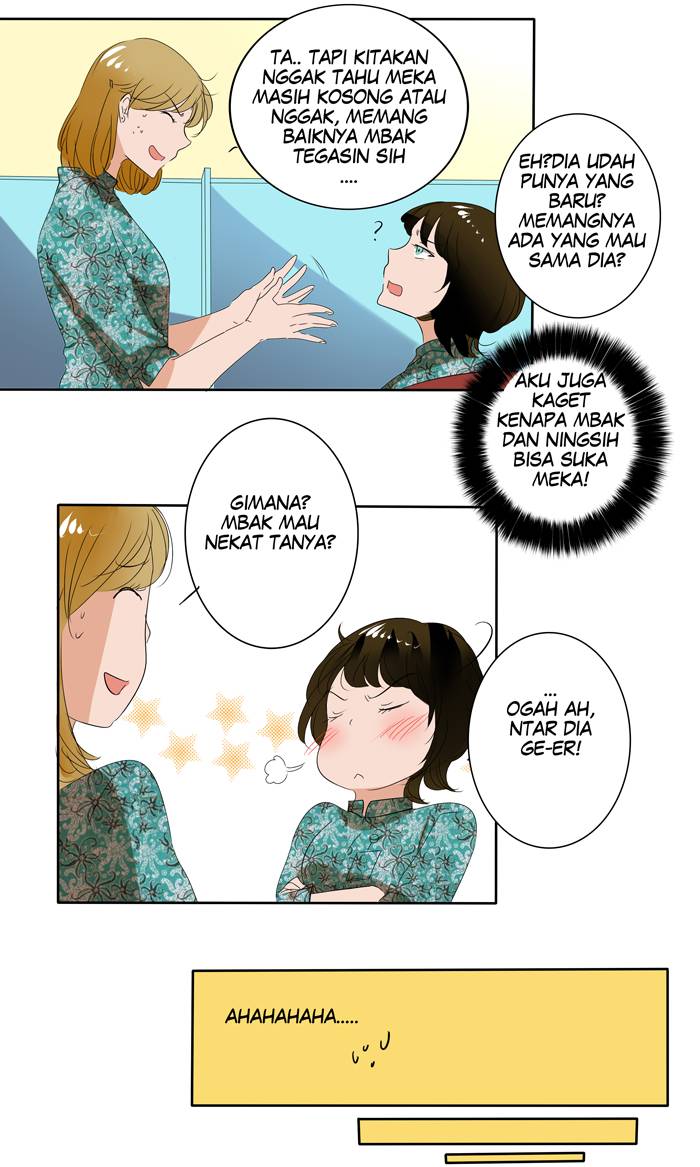 TA.. TAPI KITAKAN
NGGAK TAHU MEKA
MASIH KOSONG ATAU
NGGAK, MEMANG
BAIKNYA MBAK
TEGASIN SIH
....
EH?DIA UDAH
PUNYA YANG
BARU?
MEMANGNYA
ADA YANG MAU
SAMA DIA?
?
AKU JUGA
KAGET
KENAPA MBAK
DAN NINGSIH
BISA SUKA
MEKA!
GIMANA?
MBAK MAU
NEKAT TANYA?
...
OGAH AH,
NTAR DIA
GE-ER!
AHAHAHAHA.....